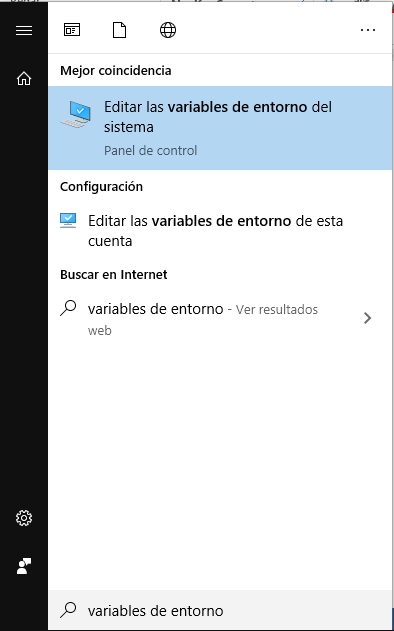 Mejor coincidencia
Editar las variables de entorno del
sistema
Panel de control
Configuración
Editar las variables de entorno de esta
cuenta
Buscar en Internet
variables de entorno - Ver resultados
web
variables de entorno